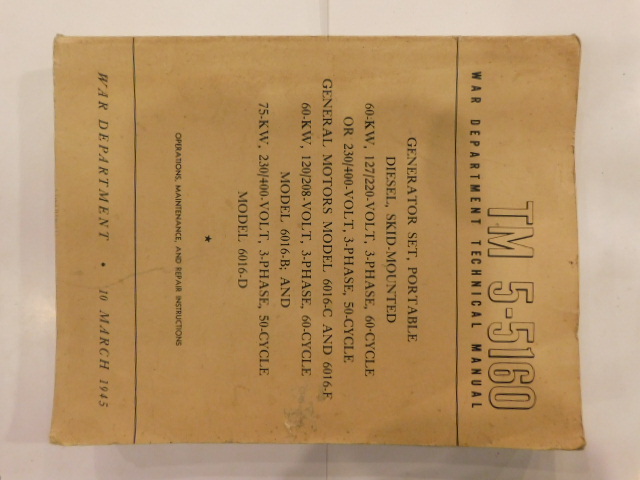 TM 5-5160
WAR DEPARTMENT TECHNICAL MANUAL
GENERATOR SET, PORTABLE
DIESEL, SKID-MOUNTED
60-KW, 127/220-VOLT, 3-PHASE, 60-CYCLE
OR 230/400-VOLT, 3-PHASE, 50-CYCLE
GENERAL MOTORS MODEL 6016-C AND 6016-E
60-KW, 120/208-VOLT, 3-PHASE, 60-CYCLE
MODEL 6016-B; AND
75-KW, 230/400-VOLT, 3-PHASE, 50-CYCLE
MODEL 6016-D
OPERATIONS, MAINTENANCE, AND REPAIR INSTRUCTIONS
WAR DEPARTMENT • 10 MARCH 1945